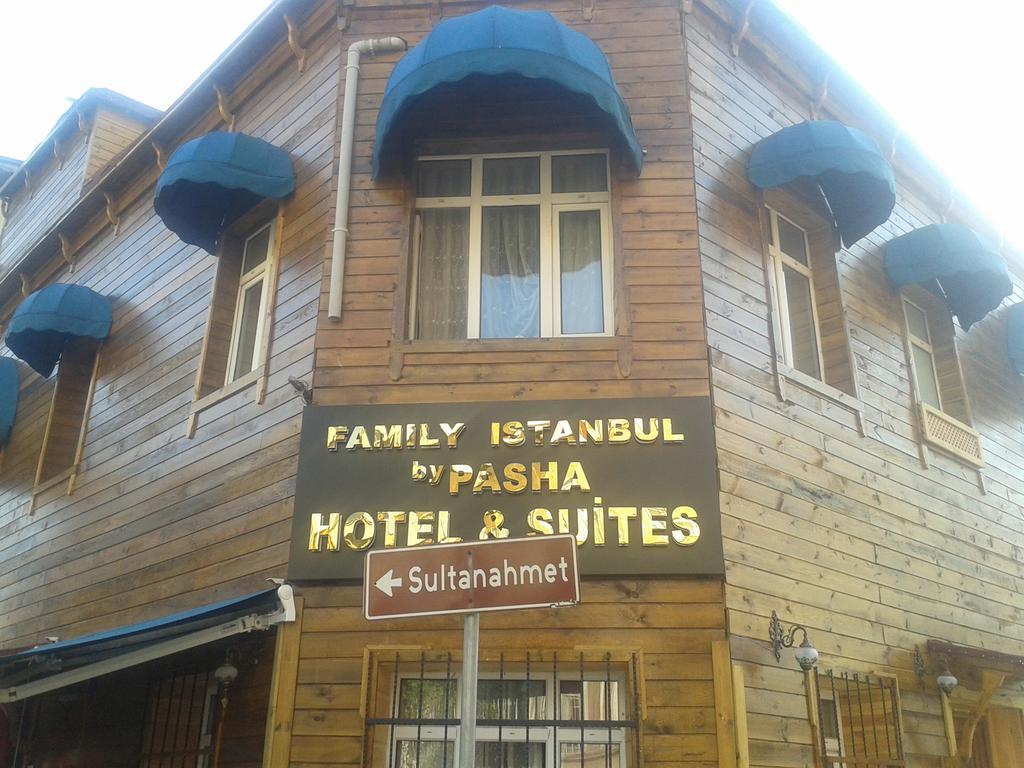 FAMILY ISTANBUL
by PASHA
HOTEL & SUİTES
Sultanahmet